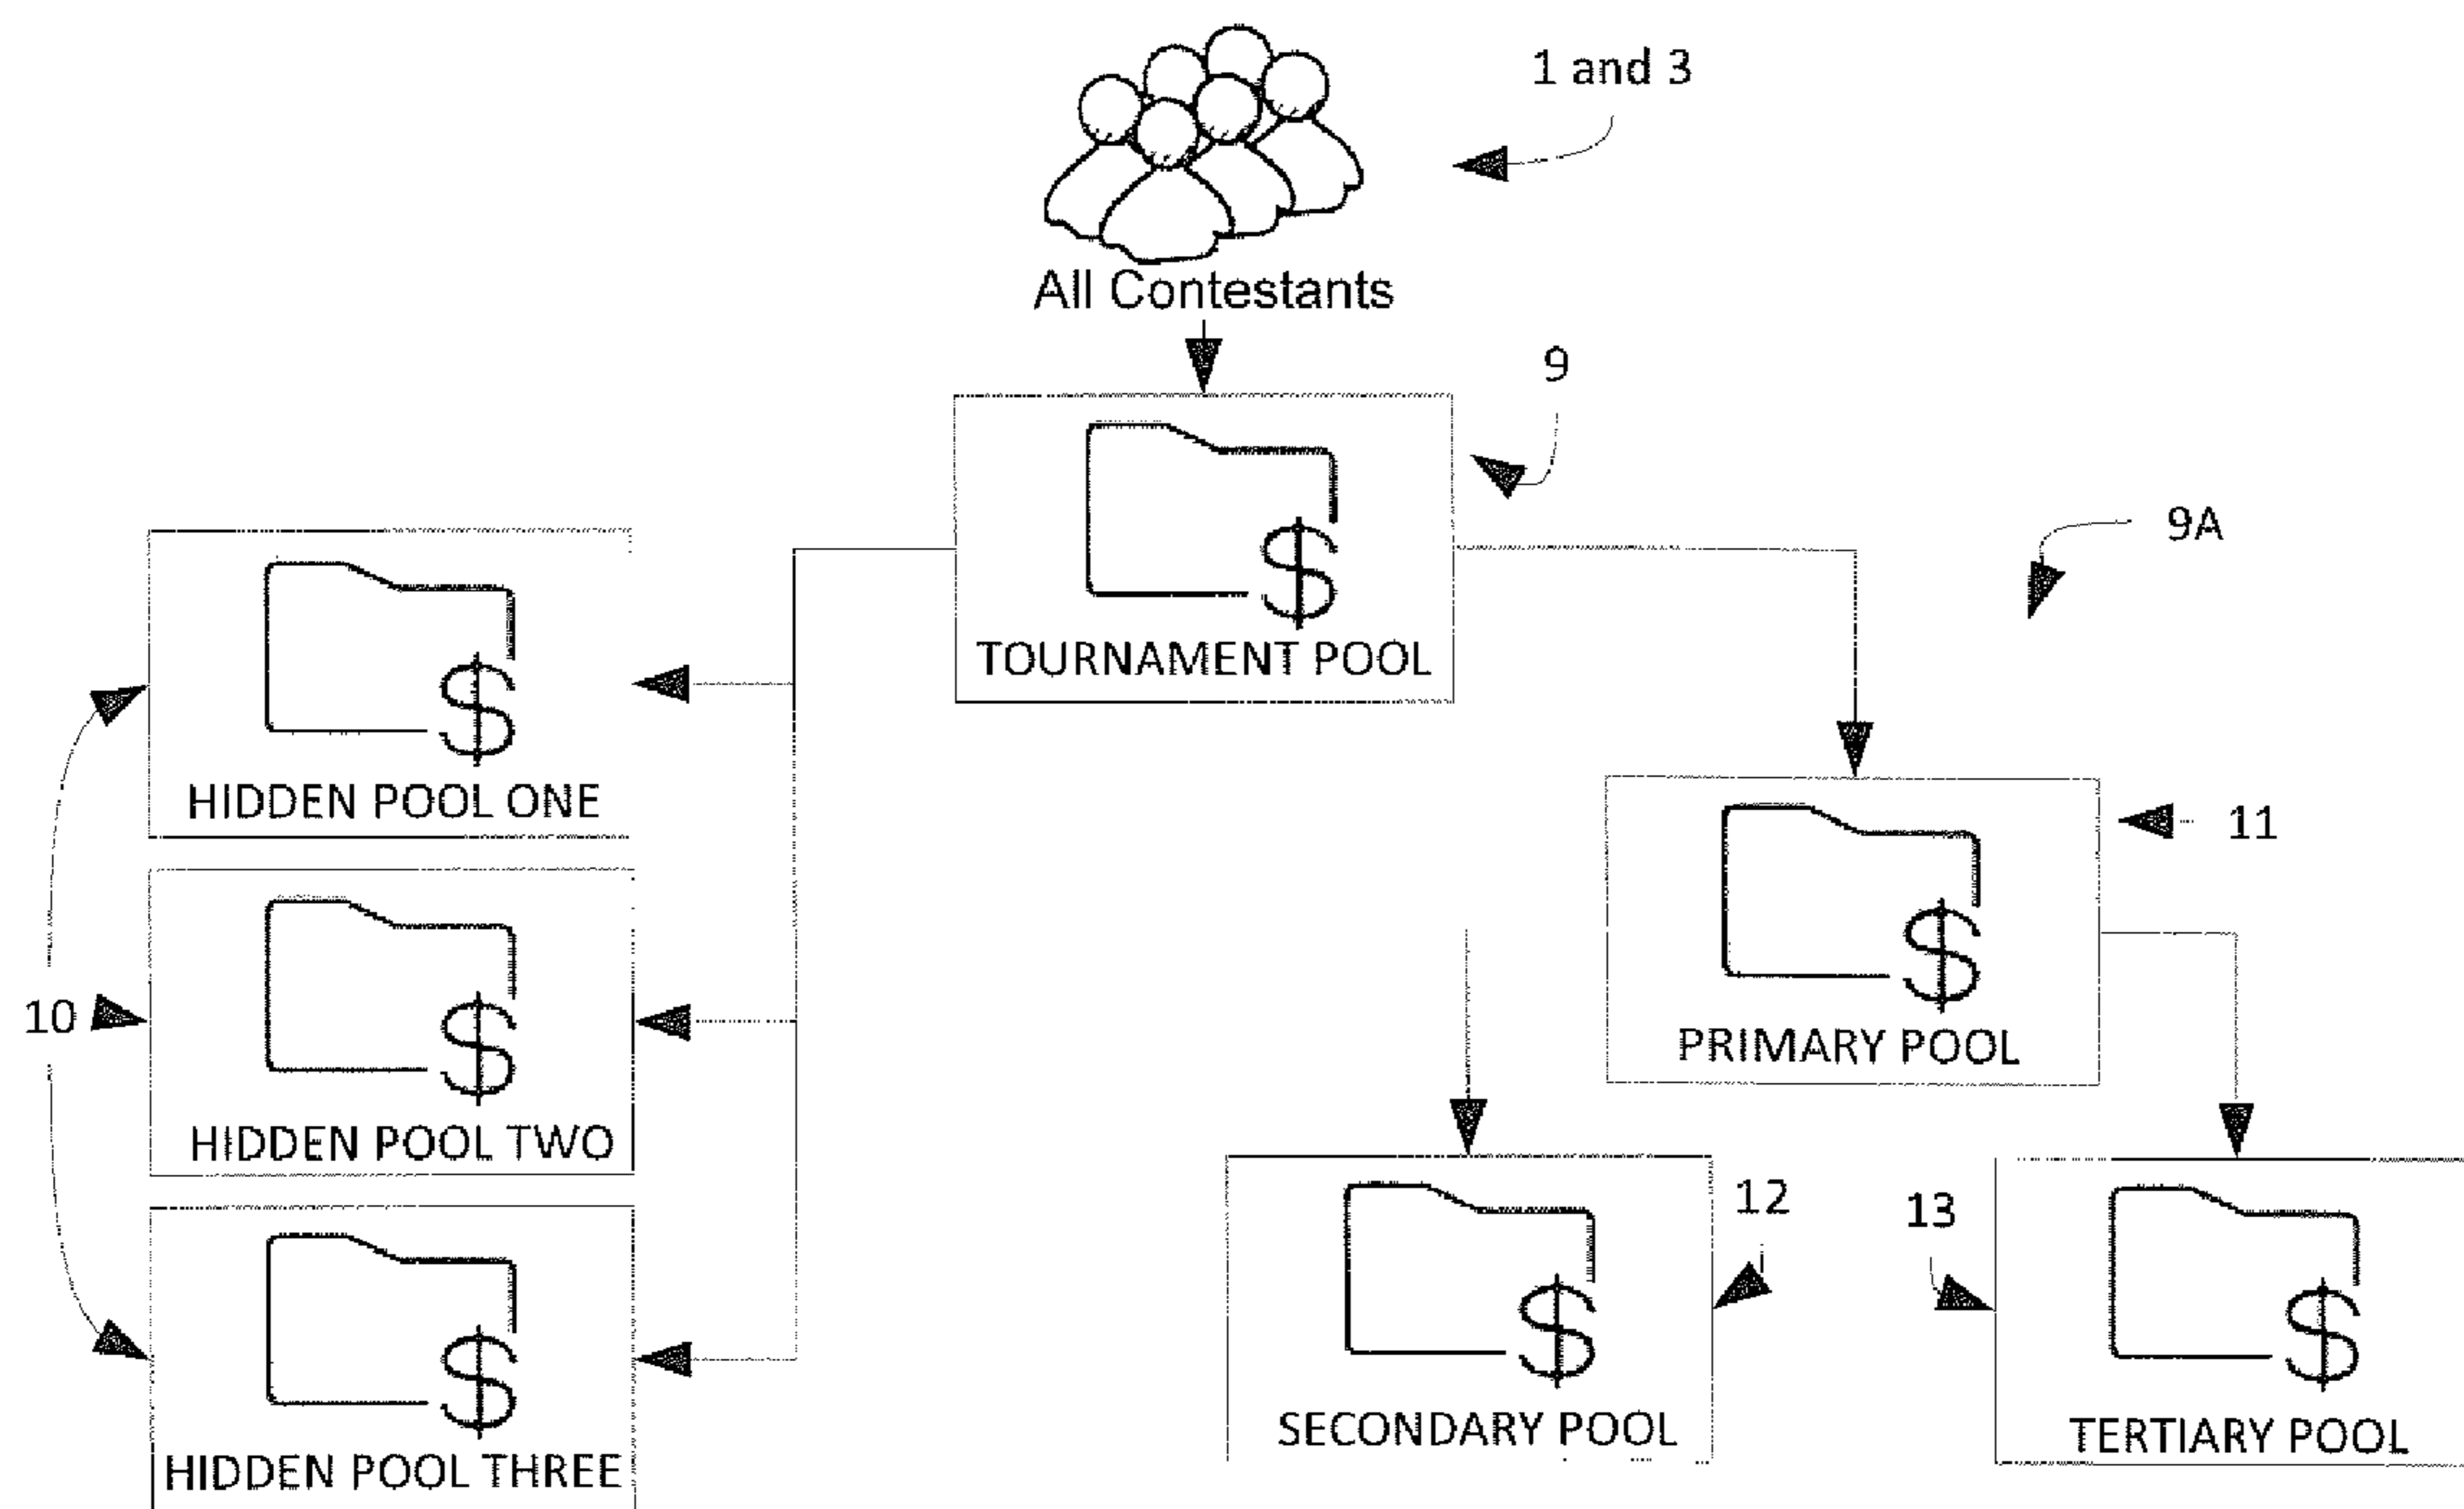 1 and 3
All Contestants
9
$
TOURNAMENT POOL
9A
$
HIDDEN POOL ONE
$
PRIMARY POOL
11
10
$
HIDDEN POOL TWO
$
HIDDEN POOL THREE
12
$
SECONDARY POOL
13
$
TERTIARY POOL